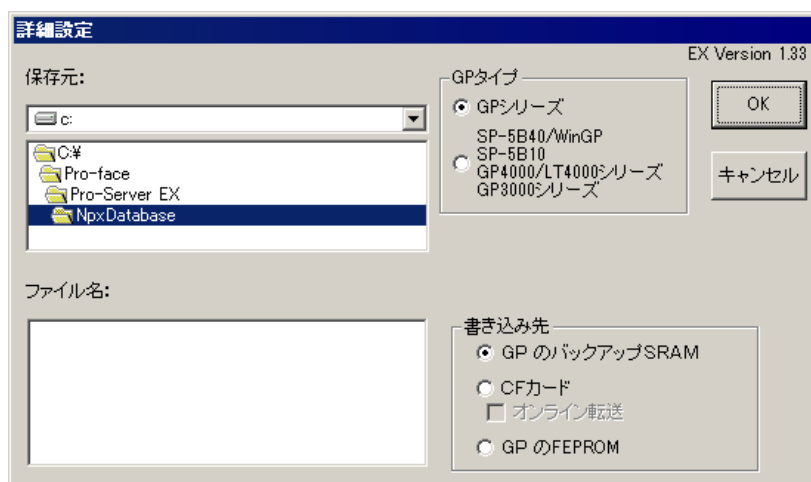 詳細設定
EX Version 1.33
保存元:
c:
C:¥
Pro-face
Pro-Server EX
NpxDatabase
GPタイプ
GPシリーズ
SP-5B40/WinGP
SP-5B10
GP4000/LT4000シリーズ
GP3000シリーズ
OK
キャンセル
ファイル名:
書き込み先
GP のバックアップSRAM
CFカード
オンライン転送
GP のFEPROM